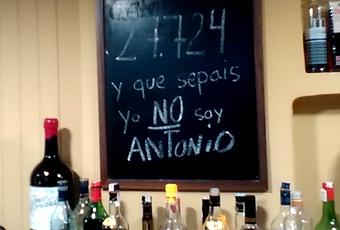 27.724
y que sepais
yo NO soy
ANTONiO